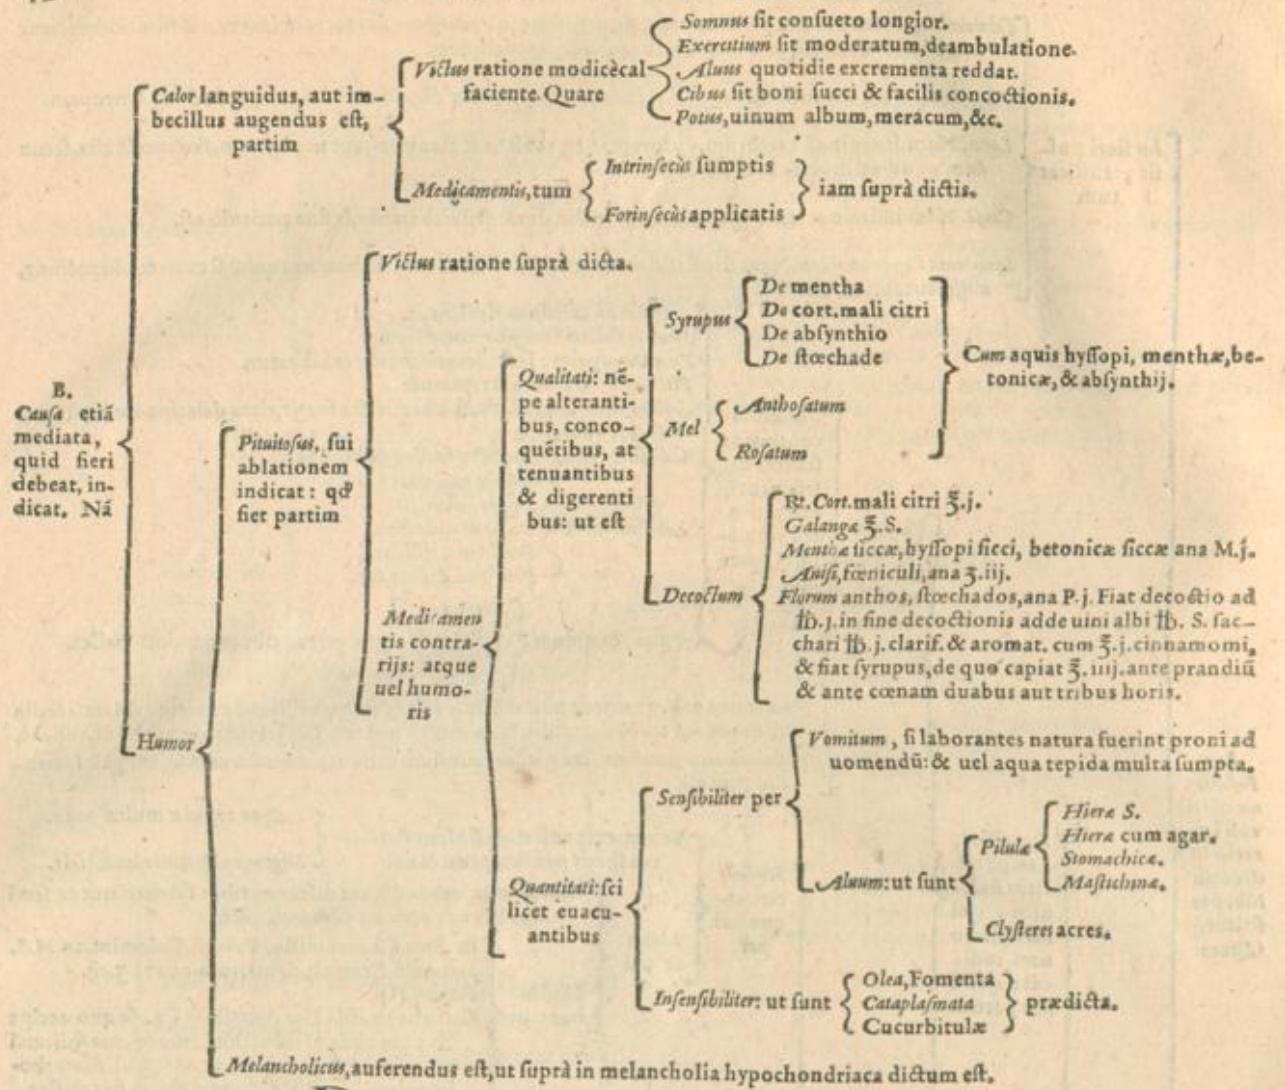 B.
Cauſa etiã
mediata,
quid fieri
debeat, in-
dicat. Nã
Calor languidus, aut im-
becillus augendus eſt,
partim
Victus ratione modicè cal
faciente. Quare
Somnus ſit conſueto longior.
Exercitium ſit moderatum, deambulatione.
Aluus quotidie excrementa reddat.
Cibus ſit boni ſucci & facilis concoctionis.
Potus, uinum album, meracum, &c.
Medicamentis, tum
Intrinſecùs ſumptis
Forinſecùs applicatis
iam ſuprà dictis.
Humor
Pituitoſus, ſui
ablationem
indicat: qđ
fiet partim
Victus ratione ſuprà dicta.
Medicamen
tis contra-
rijs: atque
uel humo-
ris
Qualitati: nẽ-
pe alteranti-
bus, conco-
quẽtibus, at
tenuantibus
& digerenti
bus: ut eſt
Syrupus
De mentha
De cort. mali citri
De abſynthio
De ſtœchade
Mel
Anthoſatum
Roſatum
Cum aquis hyſſopi, menthæ, be-
tonicæ, & abſynthij.
Decoctum
℞. Cort. mali citri ℥.j.
Galangæ ℥.S.
Menthæ ſiccæ, hyſſopi ſicci, betonicæ ſiccæ ana M.j.
Aniſi, fœniculi, ana ʒ.iij.
Florum anthos, ſtœchados, ana P.j. Fiat decoctio ad
℔.j. in fine decoctionis adde uini albi ℔. S. ſac-
chari ℔.j. clarif. & aromat. cum ℥.j. cinnamomi,
& fiat ſyrupus, de quo capiat ℥.iiij. ante prandiũ
& ante cœnam duabus aut tribus horis.
Quantitati: ſci
licet euacu-
antibus
Senſibiliter per
Vomitum, ſi laborantes natura fuerint proni ad
uomendũ: & uel aqua tepida multa ſumpta.
Aluum: ut ſunt
Pilulæ
Hieræ S.
Hieræ cum agar.
Stomachicæ.
Maſtichinæ.
Clyſteres acres.
Inſenſibiliter: ut ſunt
Olea, Fomenta
Cataplaſmata
Cucurbitulæ
prædicta.
Melancholicus, auferendus eſt, ut ſuprà in melancholia hypochondriaca dictum eſt.